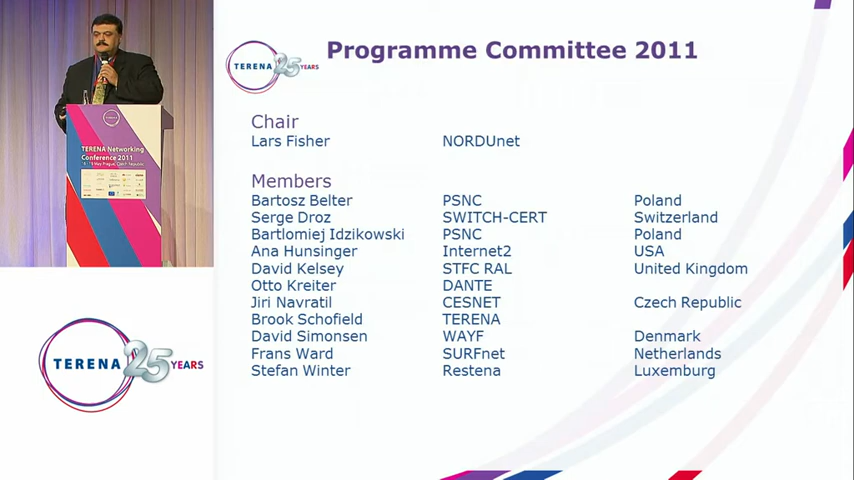 TERENA 25 YEARS
Programme Committee 2011
Chair
Lars Fisher NORDUnet
Members
Bartosz Belter PSNC Poland
Serge Droz SWITCH-CERT Switzerland
Bartlomiej Idzikowski PSNC Poland
Ana Hunsinger Internet2 USA
David Kelsey STFC RAL United Kingdom
Otto Kreiter DANTE
Jiri Navratil CESNET Czech Republic
Brook Schofield TERENA
David Simonsen WAYF Denmark
Frans Ward SURFnet Netherlands
Stefan Winter Restena Luxemburg
TERENA Networking
Conference 2011
TERENA 25 YEARS